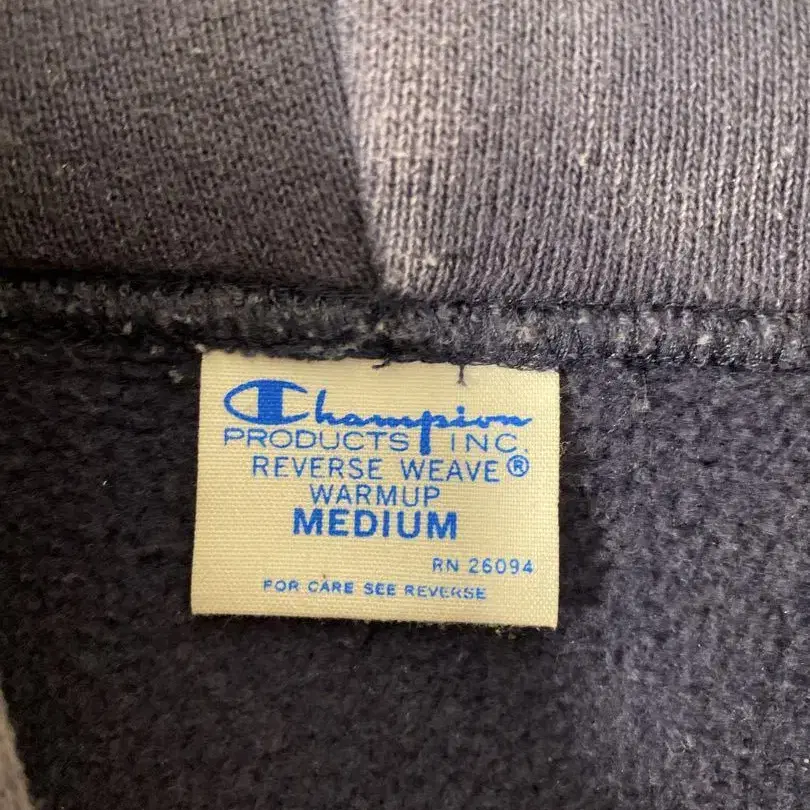 Champion
PRODUCTS INC.
REVERSE WEAVE®
WARMUP
MEDIUM
RN 26094
FOR CARE SEE REVERSE